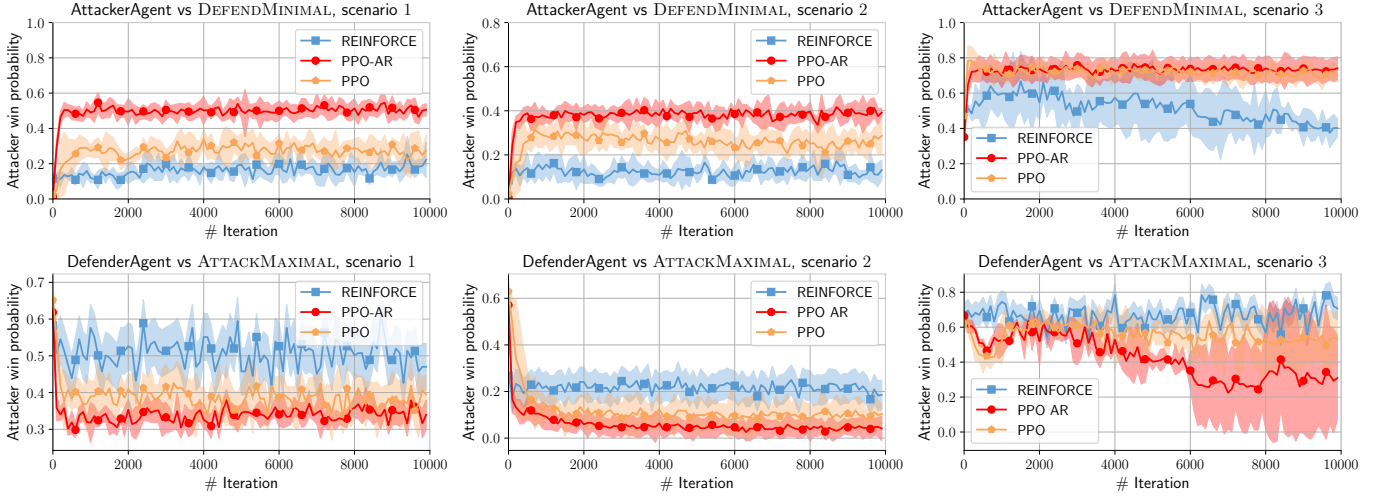 AttackerAgent vs DEFENDMINIMAL, scenario 1
Attacker win probability
1.0
0.8
0.6
0.4
0.2
0.0
REINFORCE
PPO-AR
PPO
0
2000
4000
6000
8000
10000
# Iteration
AttackerAgent vs DEFENDMINIMAL, scenario 2
Attacker win probability
0.8
0.6
0.4
0.2
0.0
REINFORCE
PPO-AR
PPO
0
2000
4000
6000
8000
10000
# Iteration
AttackerAgent vs DEFENDMINIMAL, scenario 3
Attacker win probability
1.0
0.8
0.6
0.4
0.2
0.0
REINFORCE
PPO-AR
PPO
0
2000
4000
6000
8000
10000
# Iteration
DefenderAgent vs ATTACKMAXIMAL, scenario 1
Attacker win probability
0.7
0.6
0.5
0.4
0.3
REINFORCE
PPO-AR
PPO
0
2000
4000
6000
8000
10000
# Iteration
DefenderAgent vs ATTACKMAXIMAL, scenario 2
Attacker win probability
0.6
0.4
0.2
0.0
REINFORCE
PPO AR
PPO
0
2000
4000
6000
8000
10000
# Iteration
DefenderAgent vs ATTACKMAXIMAL, scenario 3
Attacker win probability
0.8
0.6
0.4
0.2
0.0
REINFORCE
PPO AR
PPO
0
2000
4000
6000
8000
10000
# Iteration